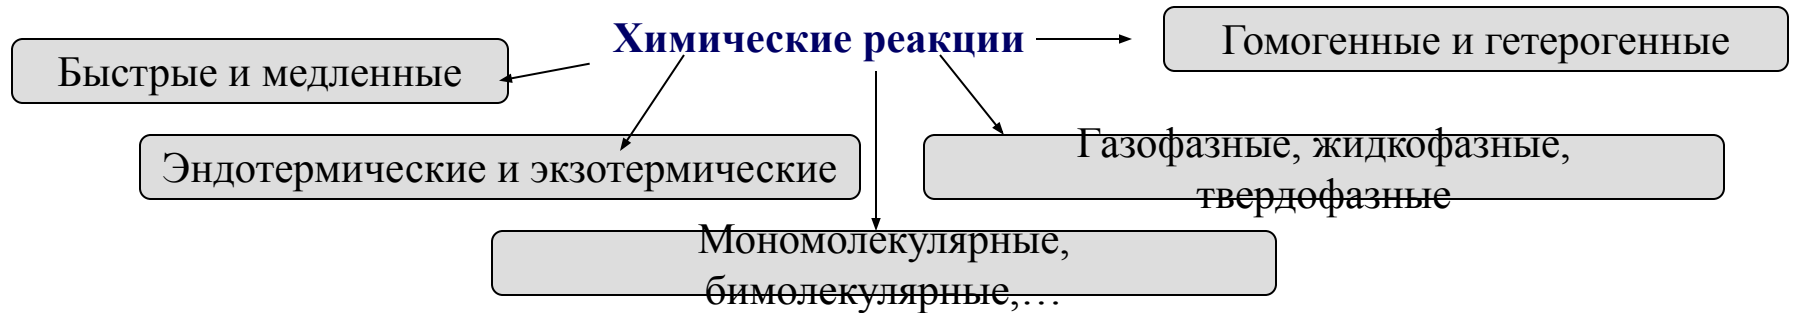 Химические реакции
Гомогенные и гетерогенные
Быстрые и медленные
Эндотермические и экзотермические
Газофазные, жидкофазные,
твердофазные
Мономолекулярные,
бимолекулярные,…